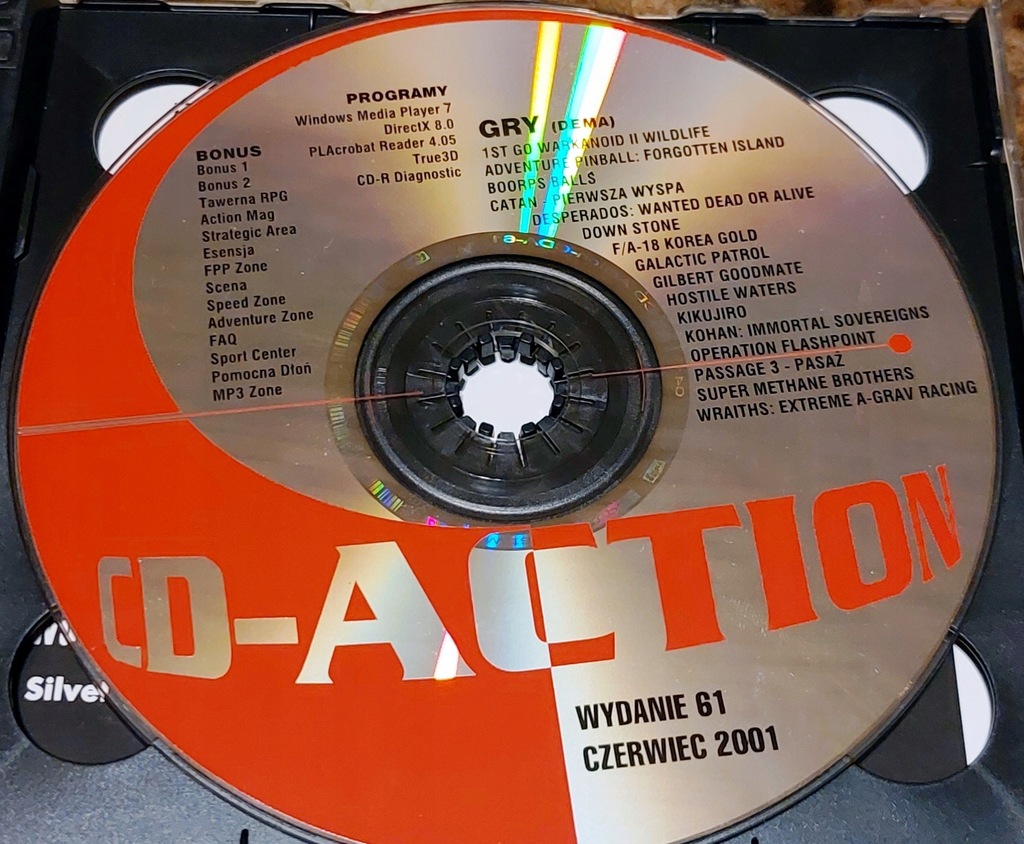 PROGRAMY
Windows Media Player 7
DirectX 8.0
PLAcrobat Reader 4.05
True3D
CD-R Diagnostic
BONUS
Bonus 1
Bonus 2
Tawerna RPG
Action Mag
Strategic Area
Esensja
FPP Zone
Scena
Speed Zone
Adventure Zone
FAQ
Sport Center
Pomocna Dłoń
MP3 Zone
GRY (DEMA)
1ST GO WARKANOID II WILDLIFE
ADVENTURE PINBALL: FORGOTTEN ISLAND
BOORPS BALLS
CATAN - PIERWSZA WYSPA
DESPERADOS: WANTED DEAD OR ALIVE
DOWN STONE
F/A-18 KOREA GOLD
GALACTIC PATROL
GILBERT GOODMATE
HOSTILE WATERS
KIKUJIRO
KOHAN: IMMORTAL SOVEREIGNS
OPERATION FLASHPOINT
PASSAGE 3 - PASAŻ
SUPER METHANE BROTHERS
WRAITHS: EXTREME A-GRAV RACING
CD-ACTION
WYDANIE 61
CZERWIEC 2001